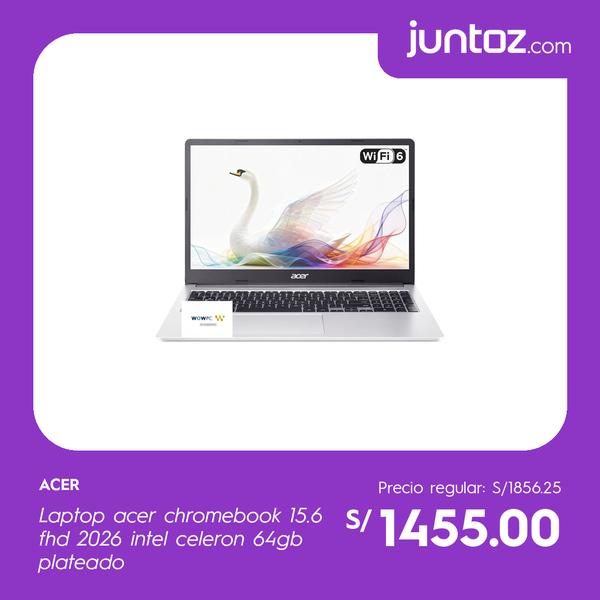 juntoz.com
WiFi 6
acer
WOWPC W
ACER
Laptop acer chromebook 15.6
fhd 2026 intel celeron 64gb
plateado
Precio regular: S/1856.25
S/1455.00